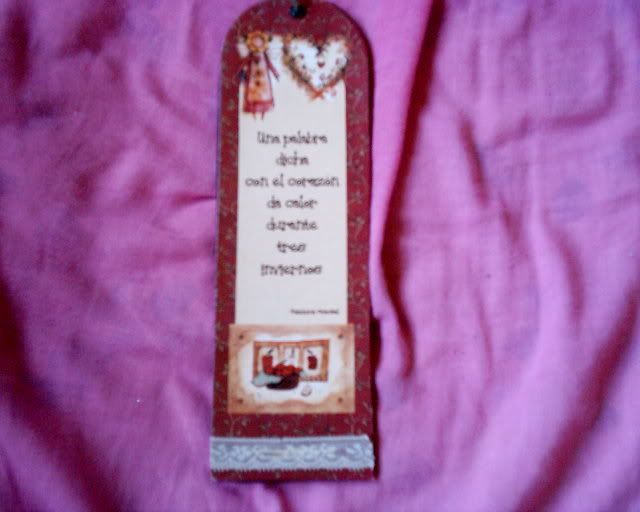 Una palabra
dicha
con el corazón
da calor
durante
tres
inviernos